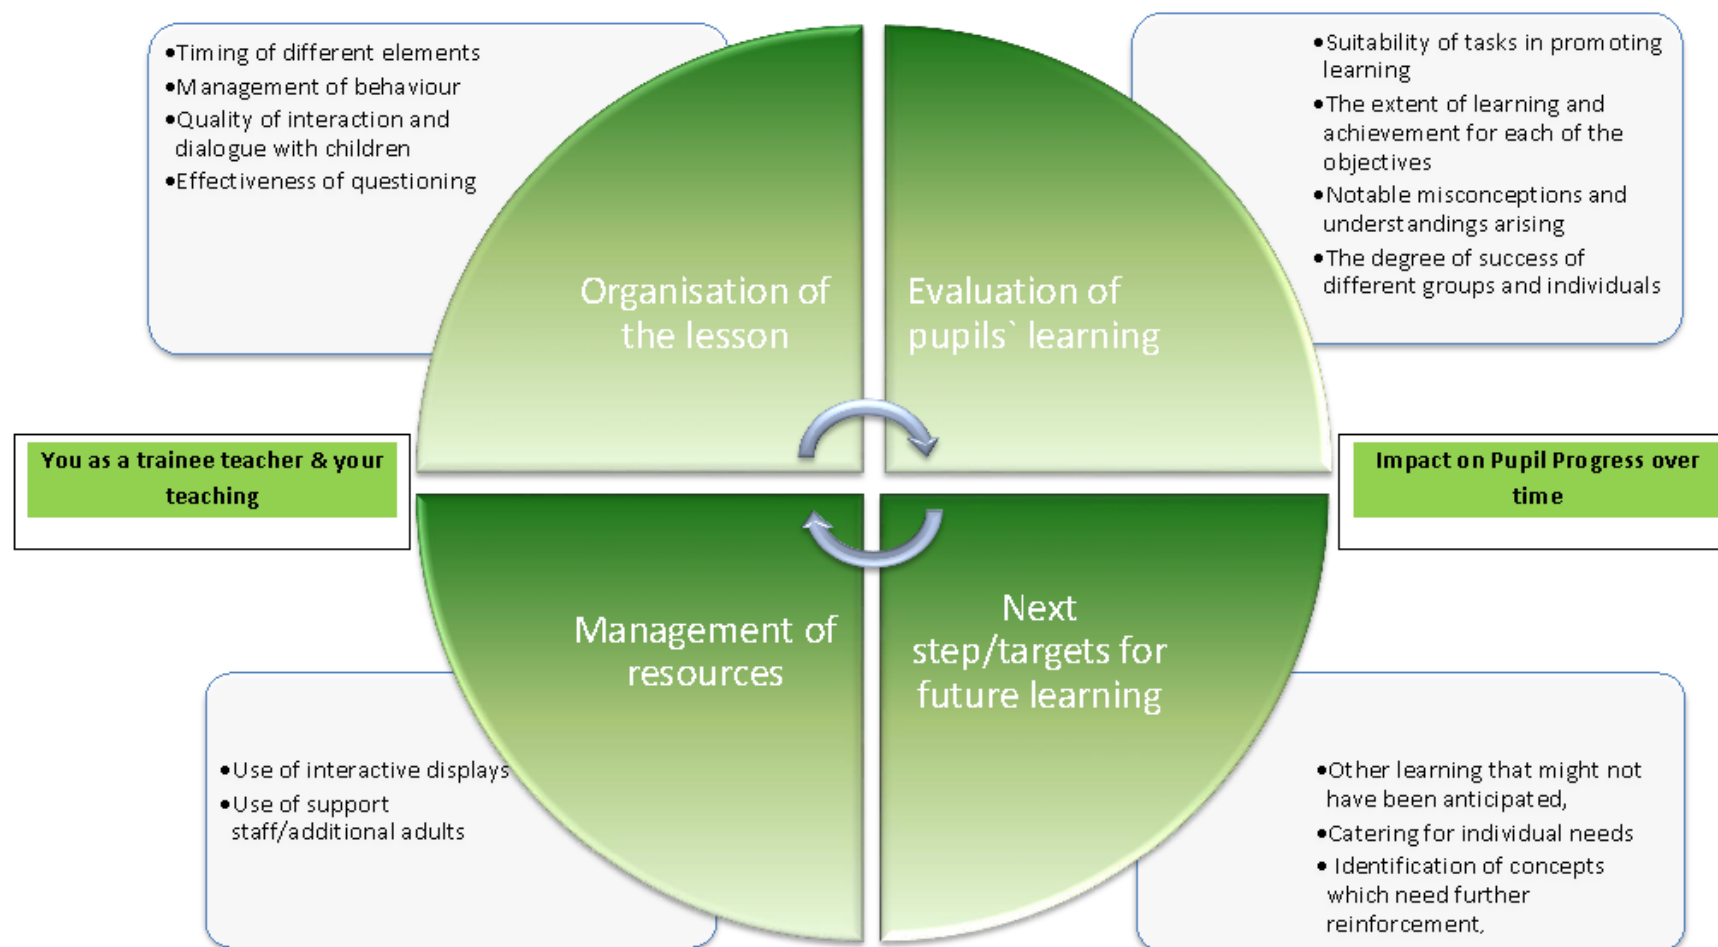 •Timing of different elements
•Management of behaviour
•Quality of interaction and
dialogue with children
•Effectiveness of questioning
•Suitability of tasks in promoting
learning
•The extent of learning and
achievement for each of the
objectives
•Notable misconceptions and
understandings arising
•The degree of success of
different groups and individuals
Organisation of
the lesson
Evaluation of
pupils` learning
You as a trainee teacher & your
teaching
Impact on Pupil Progress over
time
Management of
resources
Next
step/targets for
future learning
•Use of interactive displays
•Use of support
staff/additional adults
•Other learning that might not
have been anticipated,
•Catering for individual needs
• Identification of concepts
which need further
reinforcement,